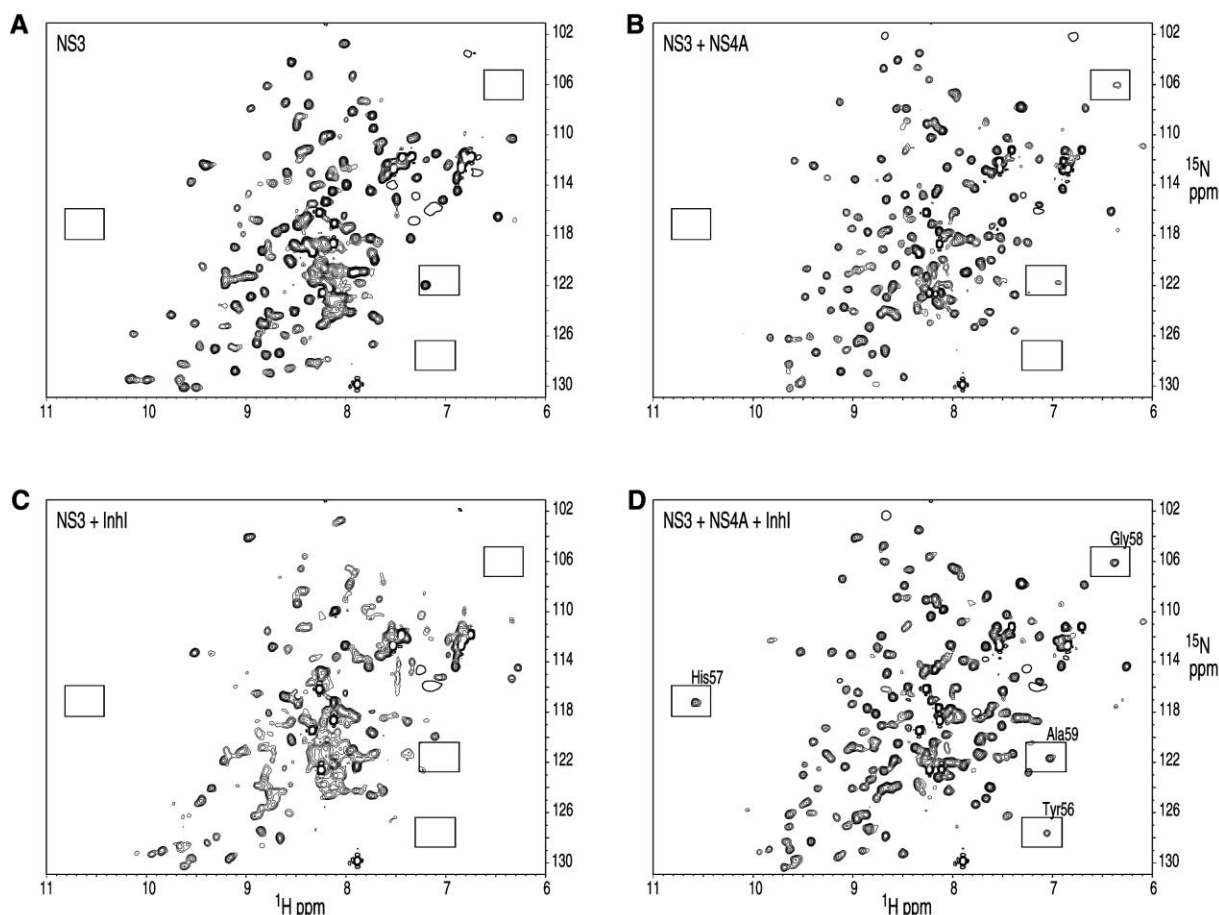 A
NS3
102
106
110
114
118
122
126
130
11 10 9 8 7 6
B
NS3 + NS4A
102
106
110
15N
114
ppm
118
122
126
130
11 10 9 8 7 6
C
NS3 + InhI
102
106
110
114
118
122
126
130
11 10 9 8 7 6
1H ppm
D
NS3 + NS4A + InhI
102
Gly58
106
110
15N
114
ppm
His57
118
Ala59
122
Tyr56
126
130
11 10 9 8 7 6
1H ppm